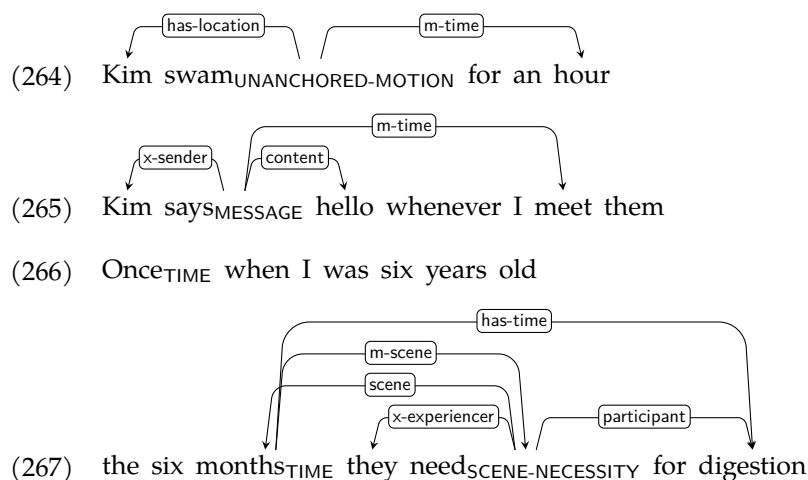 has-location m-time
(264) Kim swamUNANCHORED-MOTION for an hour
m-time
x-sender content
(265) Kim saysMESSAGE hello whenever I meet them
(266) OnceTIME when I was six years old
has-time
m-scene
scene
x-experiencer participant
(267) the six monthsTIME they needSCENE-NECESSITY for digestion